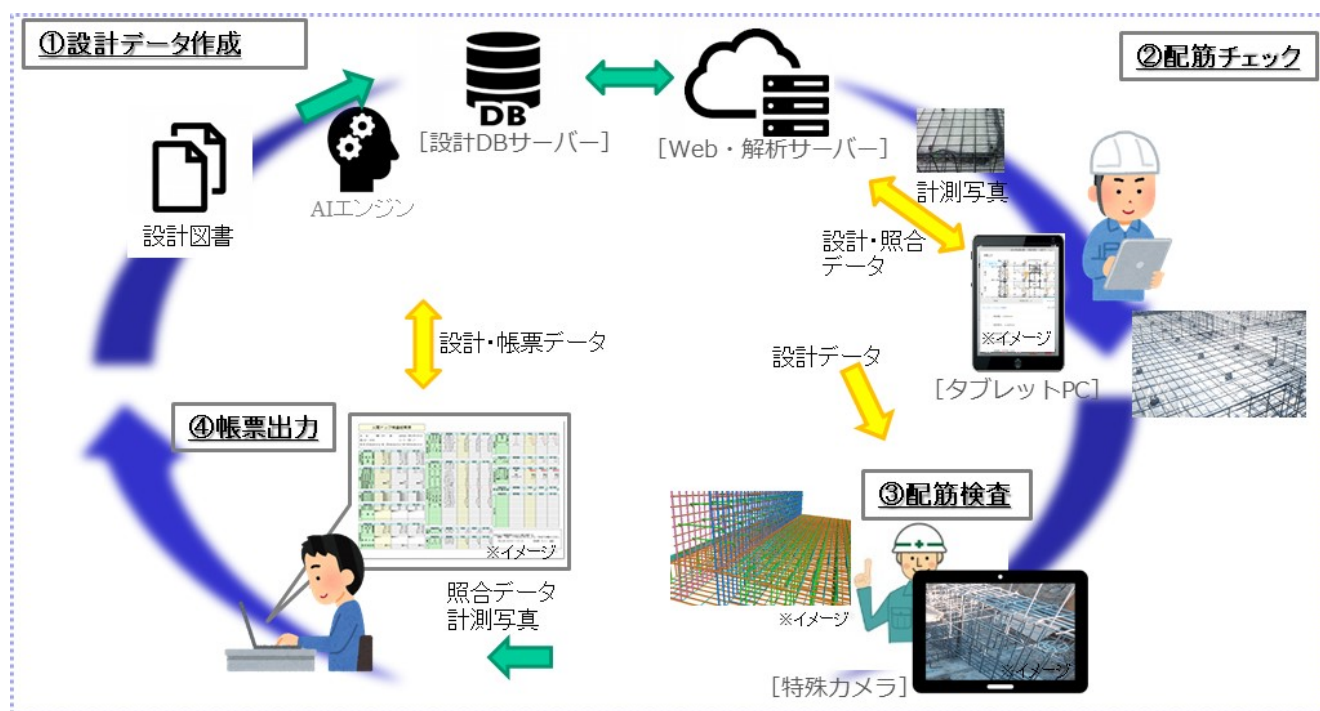 ①設計データ作成
設計図書
AIエンジン
DB
[設計DBサーバー]
[Web・解析サーバー]
②配筋チェック
計測写真
設計・照合
データ
※イメージ
[タブレットPC]
設計・帳票データ
設計データ
④帳票出力
※イメージ
照合データ
計測写真
③配筋検査
※イメージ
※イメージ
[特殊カメラ]